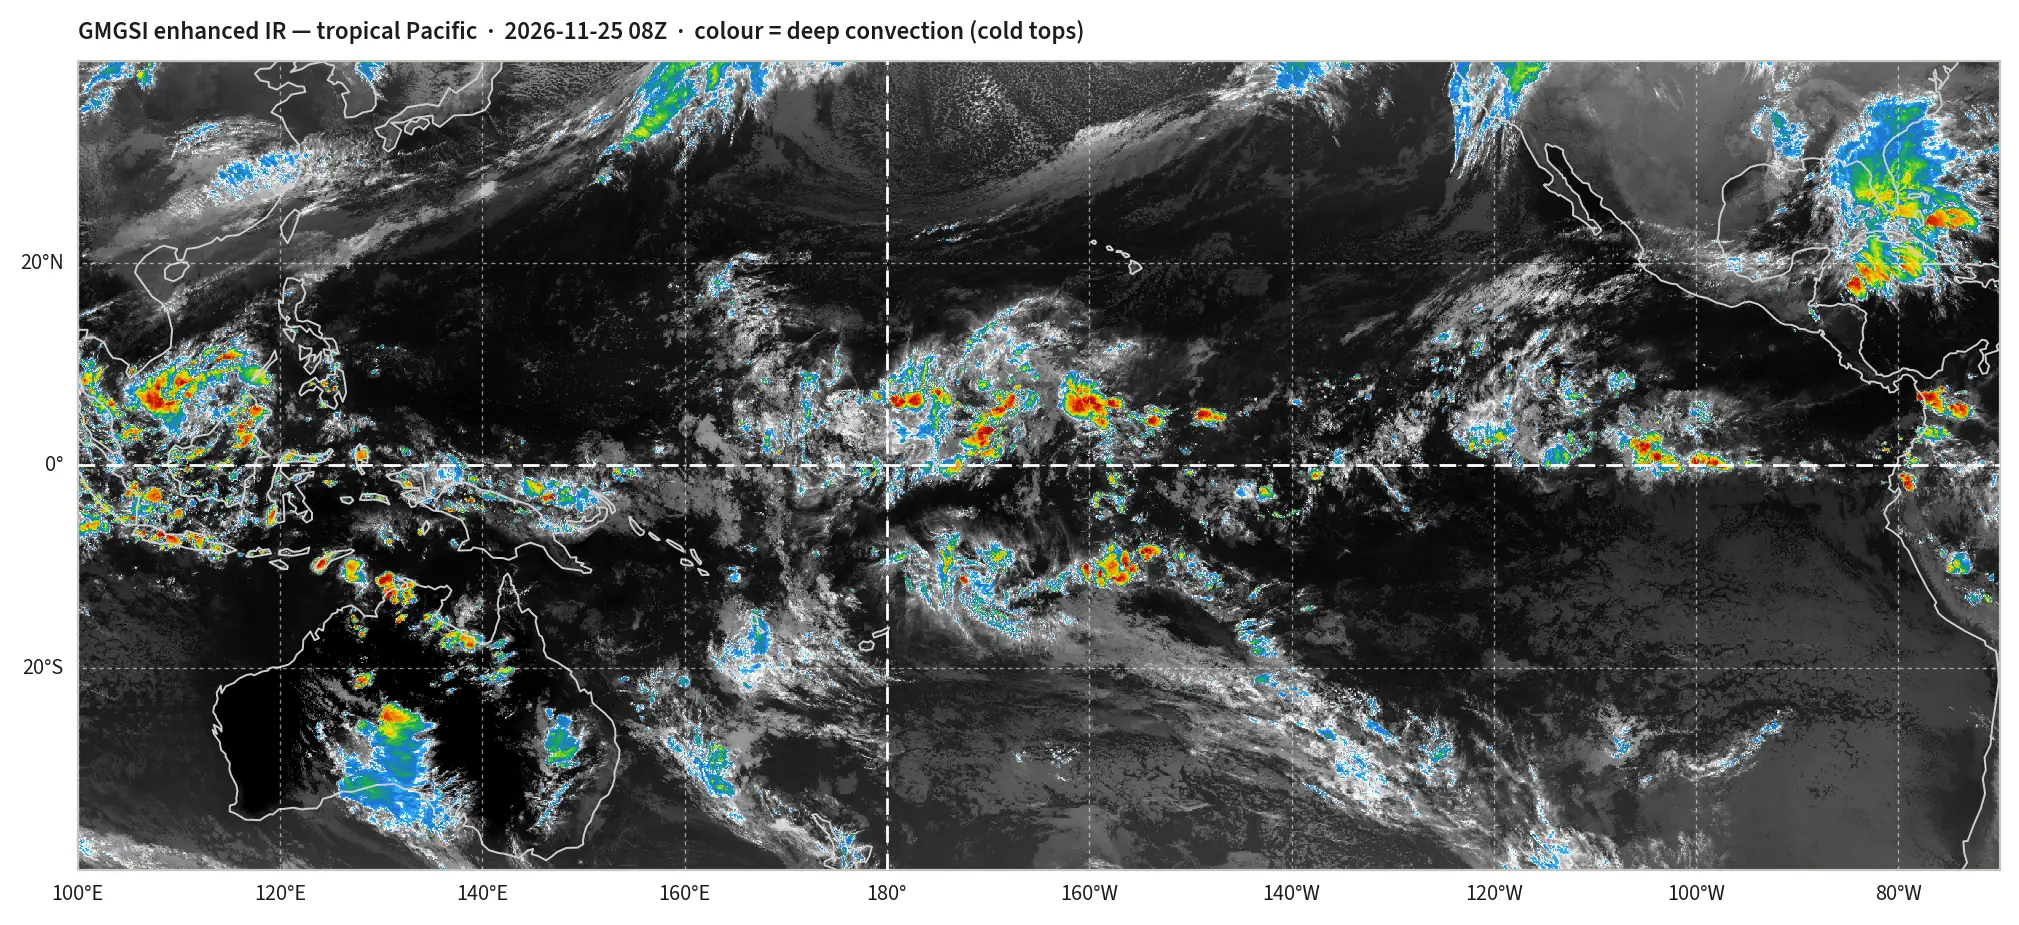 GMGSI enhanced IR — tropical Pacific · 2026-11-25 08Z · colour = deep convection (cold tops)
20°N
0°
20°S
100°E 120°E 140°E 160°E 180° 160°W 140°W 120°W 100°W 80°W